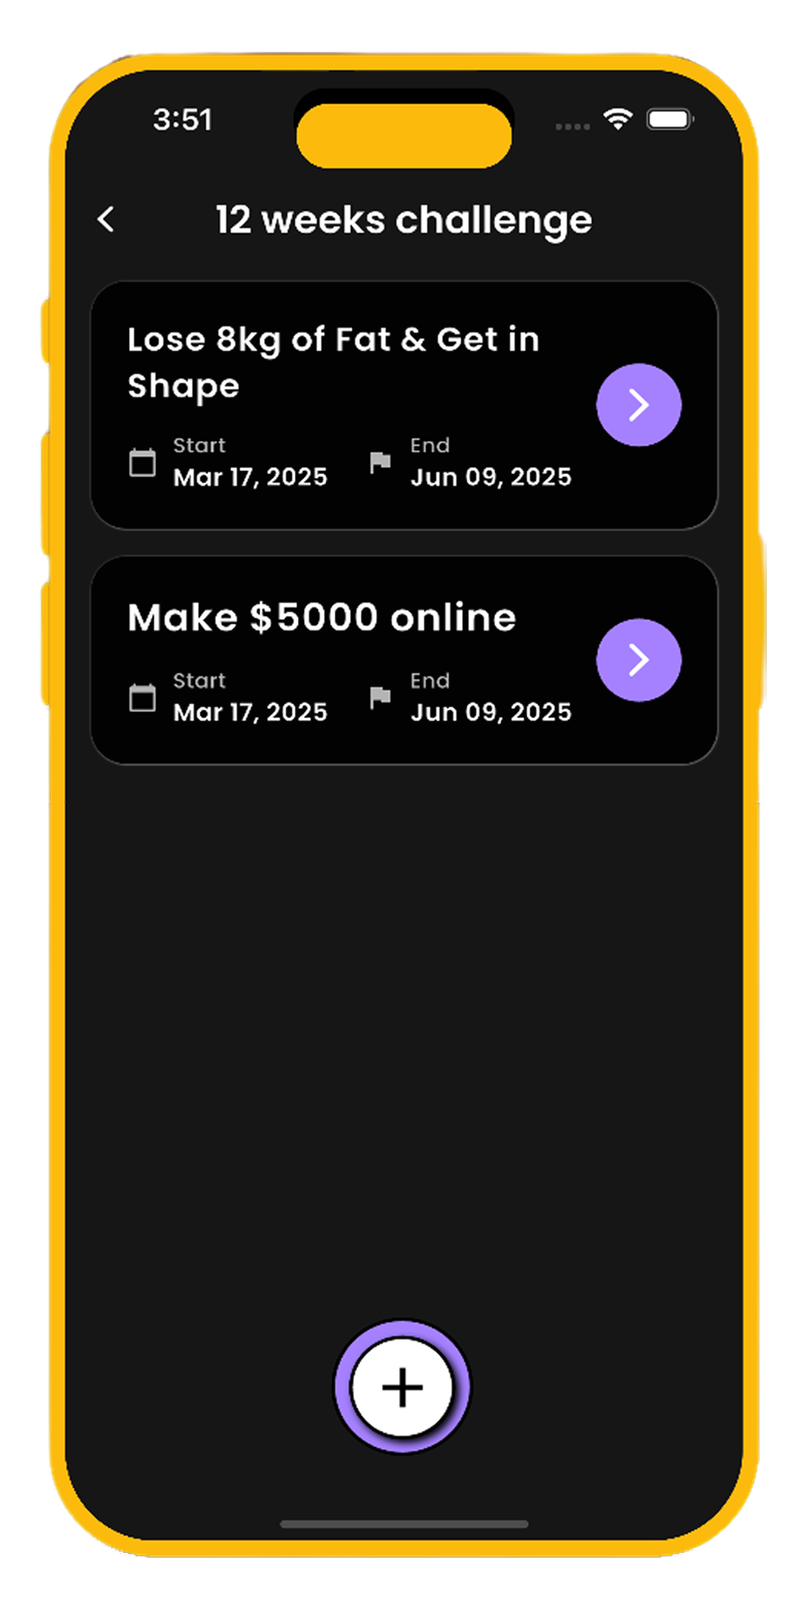 3:51
12 weeks challenge
Lose 8kg of Fat & Get in
Shape
Start
Mar 17, 2025
End
Jun 09, 2025
Make $5000 online
Start
Mar 17, 2025
End
Jun 09, 2025